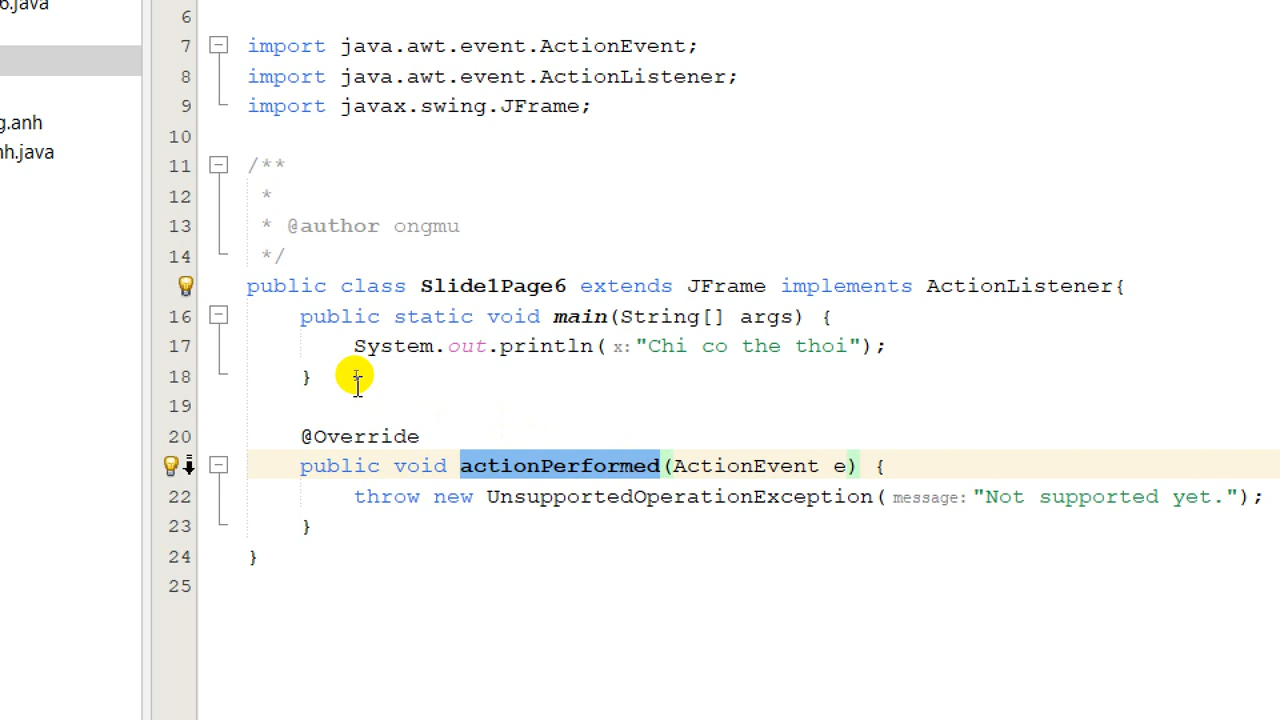 6.java
g.anh
nh.java
6
7 import java.awt.event.ActionEvent;
8 import java.awt.event.ActionListener;
9 import javax.swing.JFrame;
10
11 /**
12 *
13 * @author ongmu
14 */
public class Slide1Page6 extends JFrame implements ActionListener{
16 public static void main(String[] args) {
17 System.out.println( x: "Chi co the thoi");
18 }
19
20 @Override
public void actionPerformed(ActionEvent e) {
22 throw new UnsupportedOperationException( message: "Not supported yet.");
23 }
24 }
25